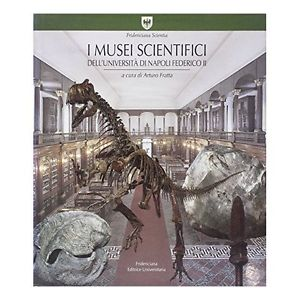 Fridericiana Scientia
I MUSEI SCIENTIFICI
DELL'UNIVERSITÀ DI NAPOLI FEDERICO II
a cura di Arturo Fratta
Fridericiana
Editrice Universitaria